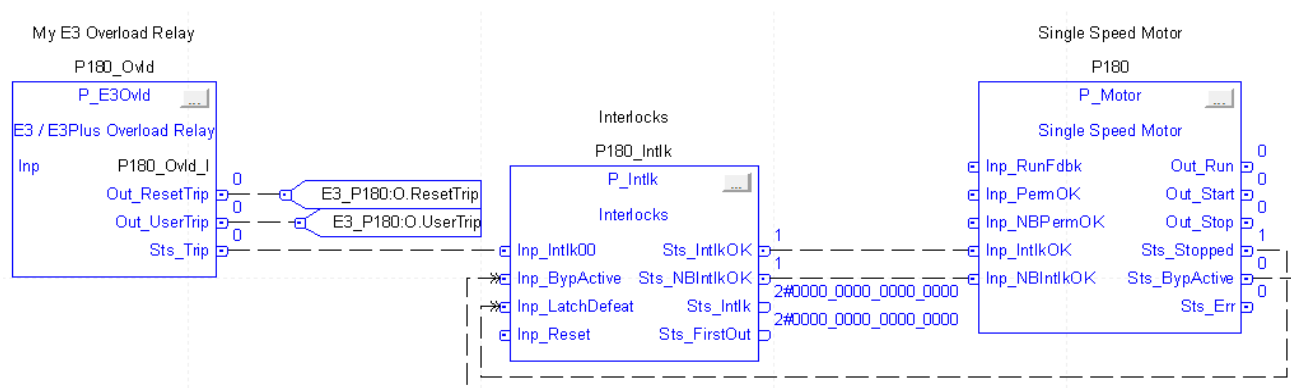 My E3 Overload Relay
P180_Ovld
P_E3Ovld
...
E3 / E3Plus Overload Relay
Inp P180_Ovld_I
Out_ResetTrip 0 E3_P180:O.ResetTrip
Out_UserTrip 0 E3_P180:O.UserTrip
Sts_Trip 0
Interlocks
P180_Intlk
P_Intlk
...
Interlocks
Inp_Intlk00 Sts_IntlkOK 1
Inp_BypActive Sts_NBIntlkOK 1
Inp_LatchDefeat Sts_Intlk 2#0000_0000_0000_0000
Inp_Reset Sts_FirstOut 2#0000_0000_0000_0000
Single Speed Motor
P180
P_Motor
...
Single Speed Motor
Inp_RunFdbk Out_Run 0
Inp_PermOK Out_Start 0
Inp_NBPermOK Out_Stop 0
Inp_IntlkOK Sts_Stopped 1
Inp_NBIntlkOK Sts_BypActive 0
Sts_Err 0